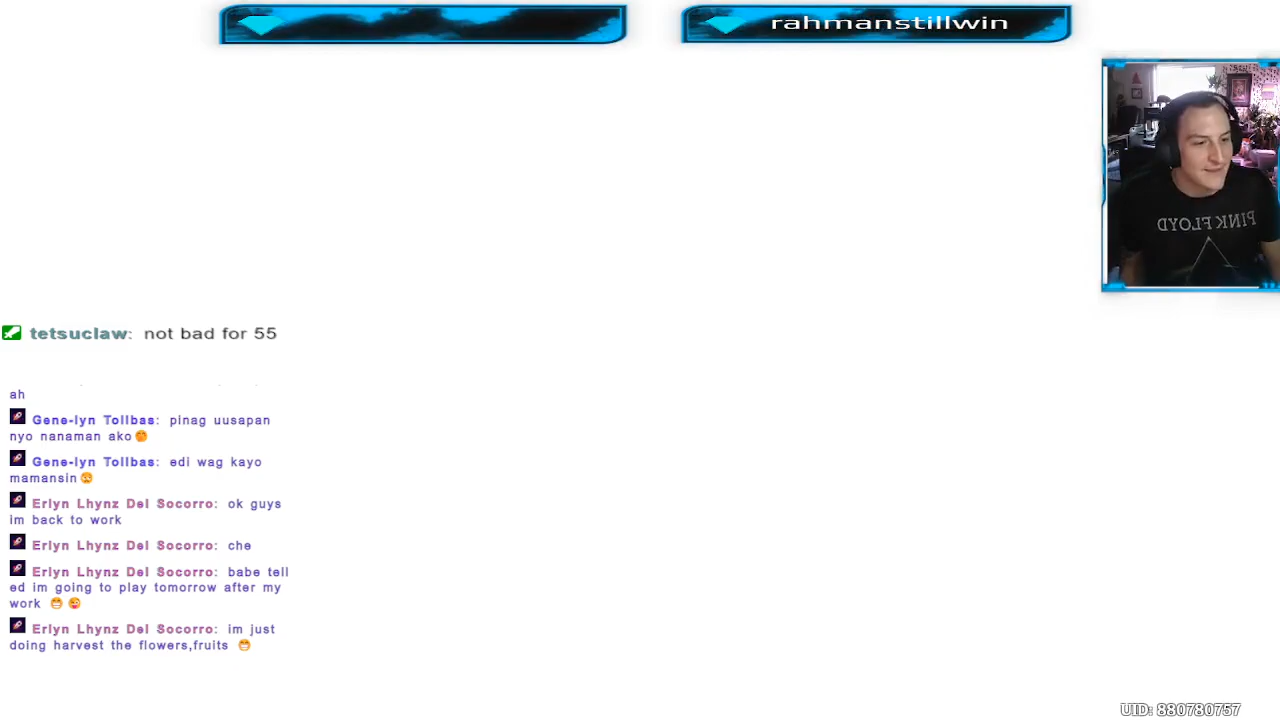 rahmanstillwin
PINK FLOYD
tetsuclaw: not bad for 55
ah
Gene-lyn Tollbas: pinag uusapan
nyo nanaman ako🤭
Gene-lyn Tollbas: edi wag kayo
mamansin
Erlyn Lhynz Del Socorro: ok guys
im back to work
Erlyn Lhynz Del Socorro: che
Erlyn Lhynz Del Socorro: babe tell
ed im going to play tomorrow after my
work 😁😜
Erlyn Lhynz Del Socorro: im just
doing harvest the flowers,fruits 😁
UID: 880780757